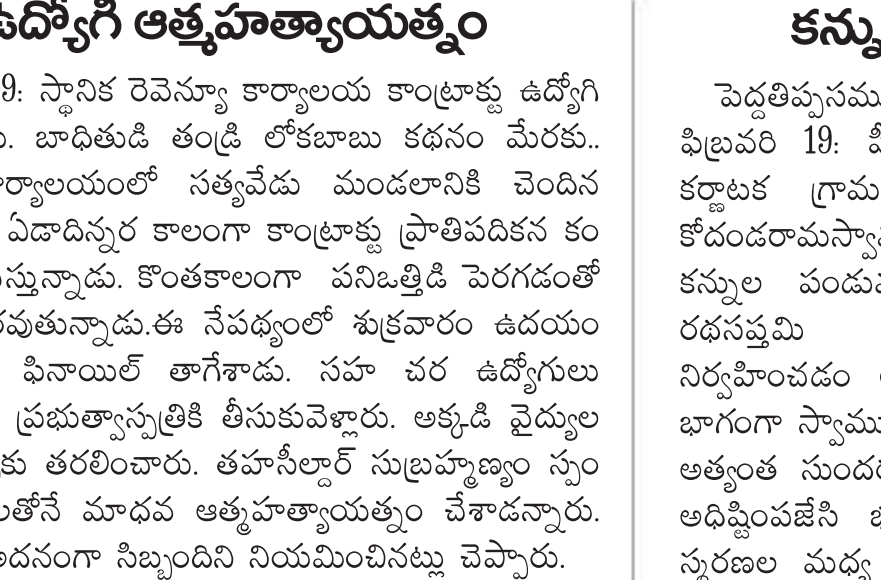 ఉద్యోగి ఆత్మహత్యాయత్నం
9: స్థానిక రెవెన్యూ కార్యాలయ కాంట్రాక్టు ఉద్యోగి
బాధితుడి తండ్రి లోకబాబు కథనం మేరకు..
సత్యవేడు మండలానికి చెందిన
ఏడాదిన్నర కాలంగా కాంట్రాక్టు ప్రాతిపదికన కం
కొంతకాలంగా పనిఒత్తిడి పెరగడంతో
ఈ నేపథ్యంలో శుక్రవారం ఉదయం
ఫినాయిల్ తాగేశాడు. సహ చర ఉద్యోగులు
ప్రభుత్వాస్పత్రికి తీసుకువెళ్లారు. అక్కడి వైద్యుల
తరలించారు. తహసీల్దార్ సుబ్రహ్మణ్యం స్పం
మాధవ ఆత్మహత్యాయత్నం చేశాడన్నారు.
సిబ్బందిని నియమించినట్లు చెప్పారు.
కన్ను
పెద్దతిప్పసము
ఫిబ్రవరి 19:
కర్ణాటక గ్రామ
కోదండరామస్వా
కన్నుల పండు
రథసప్తమి
నిర్వహించడం
భాగంగా స్వాము
అత్యంత సుందర
అధిష్టింపజేసి
స్మరణల మధ్య